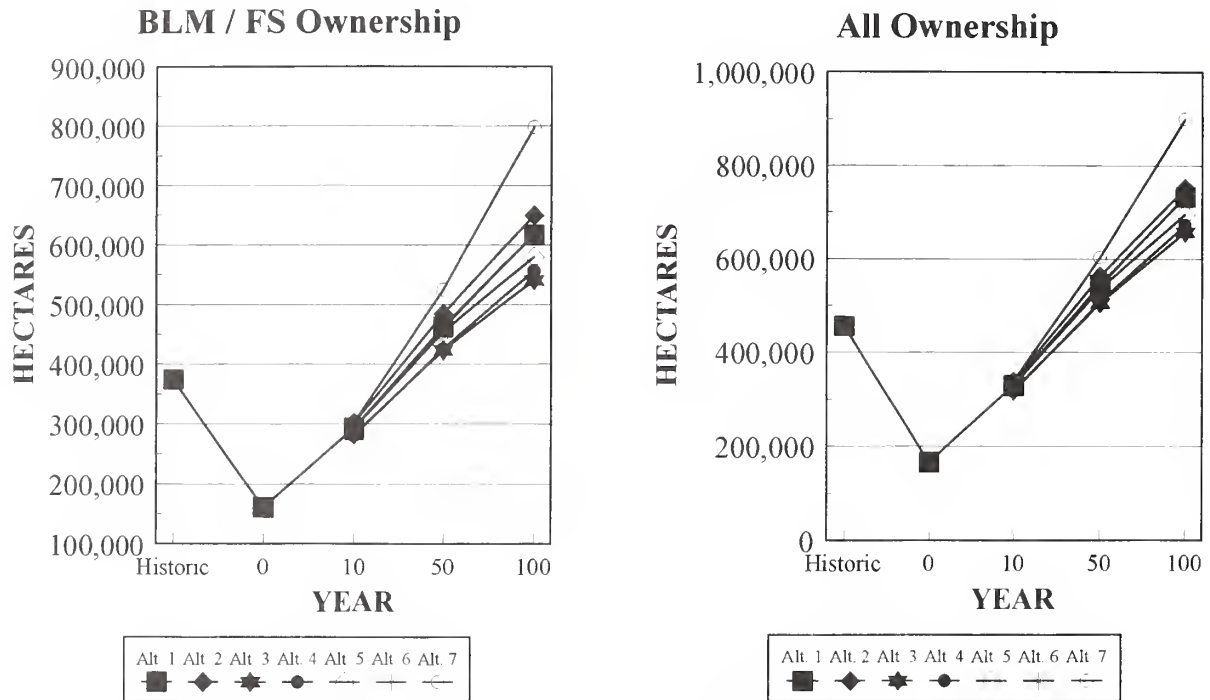 BLM / FS Ownership
900,000
800,000
700,000
600,000
500,000
400,000
300,000
200,000
100,000
HECTARES
Historic 0 10 50 100
YEAR
Alt 1 Alt 2 Alt 3 Alt. 4 Alt 5 Alt 6 Alt 7
All Ownership
1,000,000
800,000
600,000
400,000
200,000
0
HECTARES
Historic 0 10 50 100
YEAR
Alt. 1 Alt. 2 Alt 3 Alt. 4 Alt 5 Alt 6 Alt 7